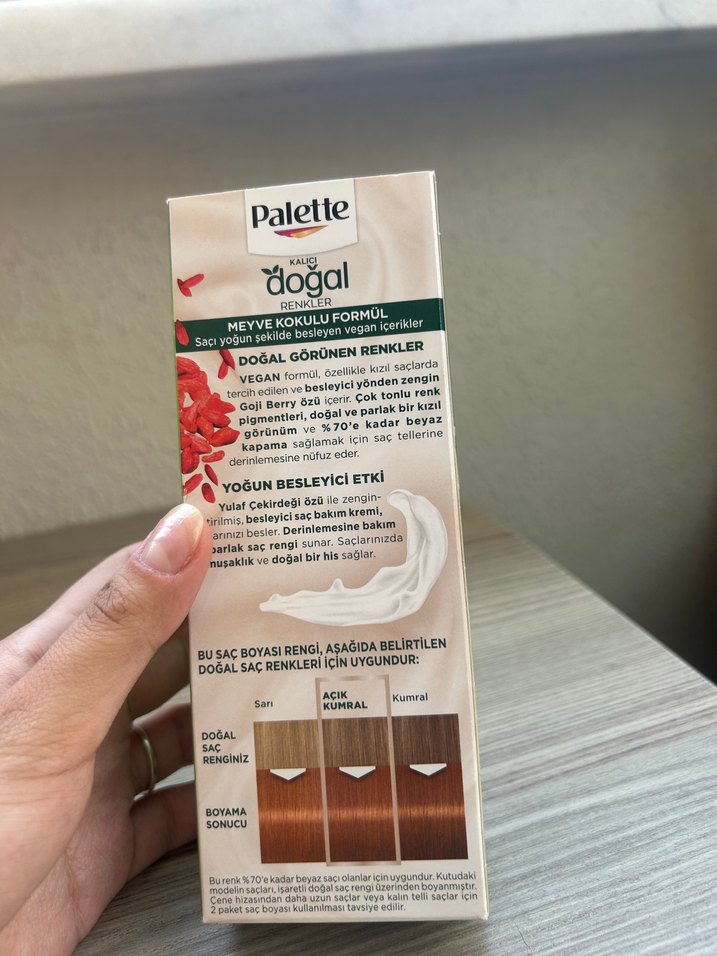 Palette
KALICI
doğal
RENKLER
MEYVE KOKULU FORMÜL
Saçı yoğun şekilde besleyen vegan içerikler
DOĞAL GÖRÜNEN RENKLER
VEGAN formül, özellikle kızıl saçlarda
tercih edilen ve besleyici yönden zengin
Goji Berry özü içerir. Çok tonlu renk
pigmentleri, doğal ve parlak bir kızıl
görünüm ve %70'e kadar beyaz
kapama sağlamak için saç tellerine
derinlemesine nüfuz eder.
YOĞUN BESLEYİCİ ETKİ
Yulaf Çekirdeği özü ile zengin-
tirilmiş, besleyici saç bakım kremi,
arınızı besler. Derinlemesine bakım
parlak saç rengi sunar. Saçlarınızda
muşaklık ve doğal bir his sağlar.
BU SAÇ BOYASI RENGİ, AŞAĞIDA BELİRTİLEN
DOĞAL SAÇ RENKLERİ İÇİN UYGUNDUR:
Sarı AÇIK KUMRAL Kumral
DOĞAL
SAÇ
RENGİNİZ
BOYAMA
SONUCU
Bu renk %70'e kadar beyaz saçı olanlar için uygundur. Kutudaki
modelin saçları, işaretli doğal saç rengi üzerinden boyanmıştır.
Çene hizasından daha uzun saçlar veya kalın telli saçlar için
2 paket saç boyası kullanılması tavsiye edilir.